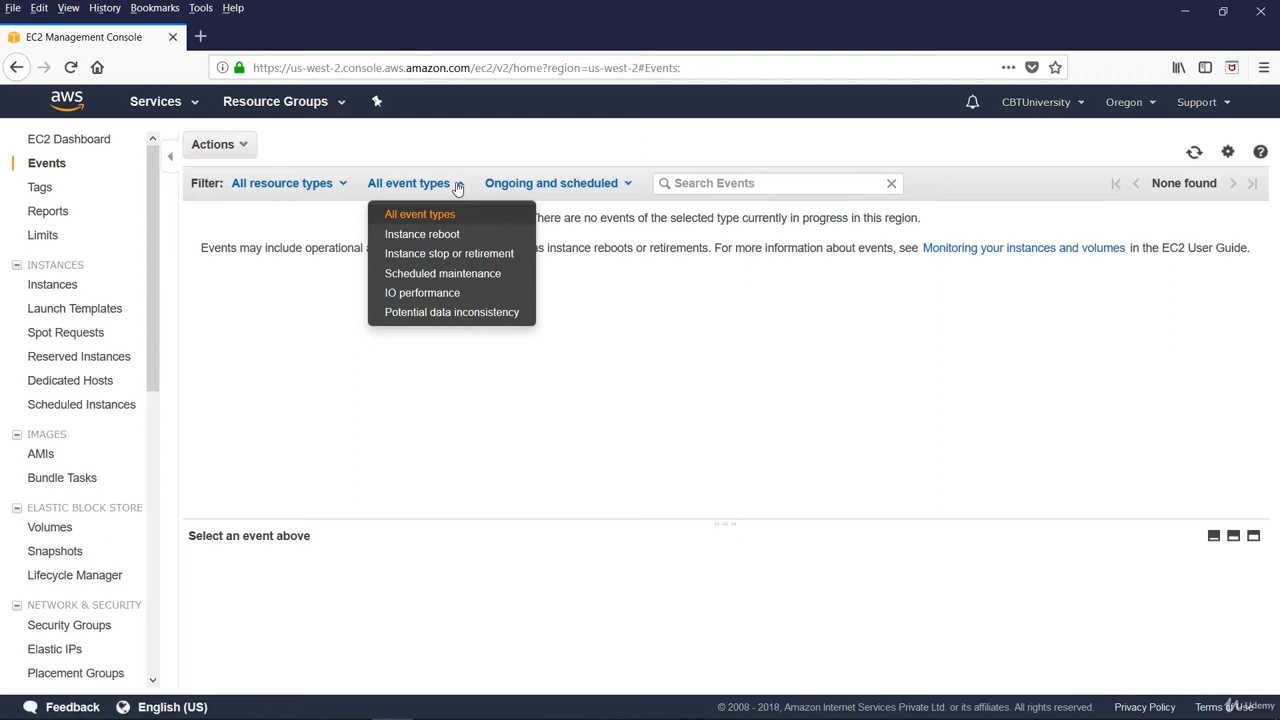 File Edit View History Bookmarks Tools Help
EC2 Management Console
https://us-west-2.console.aws.amazon.com/ec2/v2/home?region=us-west-2#Events:
aws Services Resource Groups CBTUniversity Oregon Support
EC2 Dashboard
Events
Tags
Reports
Limits
INSTANCES
Instances
Launch Templates
Spot Requests
Reserved Instances
Dedicated Hosts
Scheduled Instances
IMAGES
AMIs
Bundle Tasks
ELASTIC BLOCK STORE
Volumes
Snapshots
Lifecycle Manager
NETWORK & SECURITY
Security Groups
Elastic IPs
Placement Groups
Actions
Filter: All resource types All event types Ongoing and scheduled Search Events None found
All event types
Instance reboot
Instance stop or retirement
Scheduled maintenance
IO performance
Potential data inconsistency
here are no events of the selected type currently in progress in this region.
Events may include operational s instance reboots or retirements. For more information about events, see Monitoring your instances and volumes in the EC2 User Guide.
Select an event above
Feedback English (US) © 2008 - 2018, Amazon Internet Services Private Ltd. or its affiliates. All rights reserved. Privacy Policy Terms of Use
Udemy